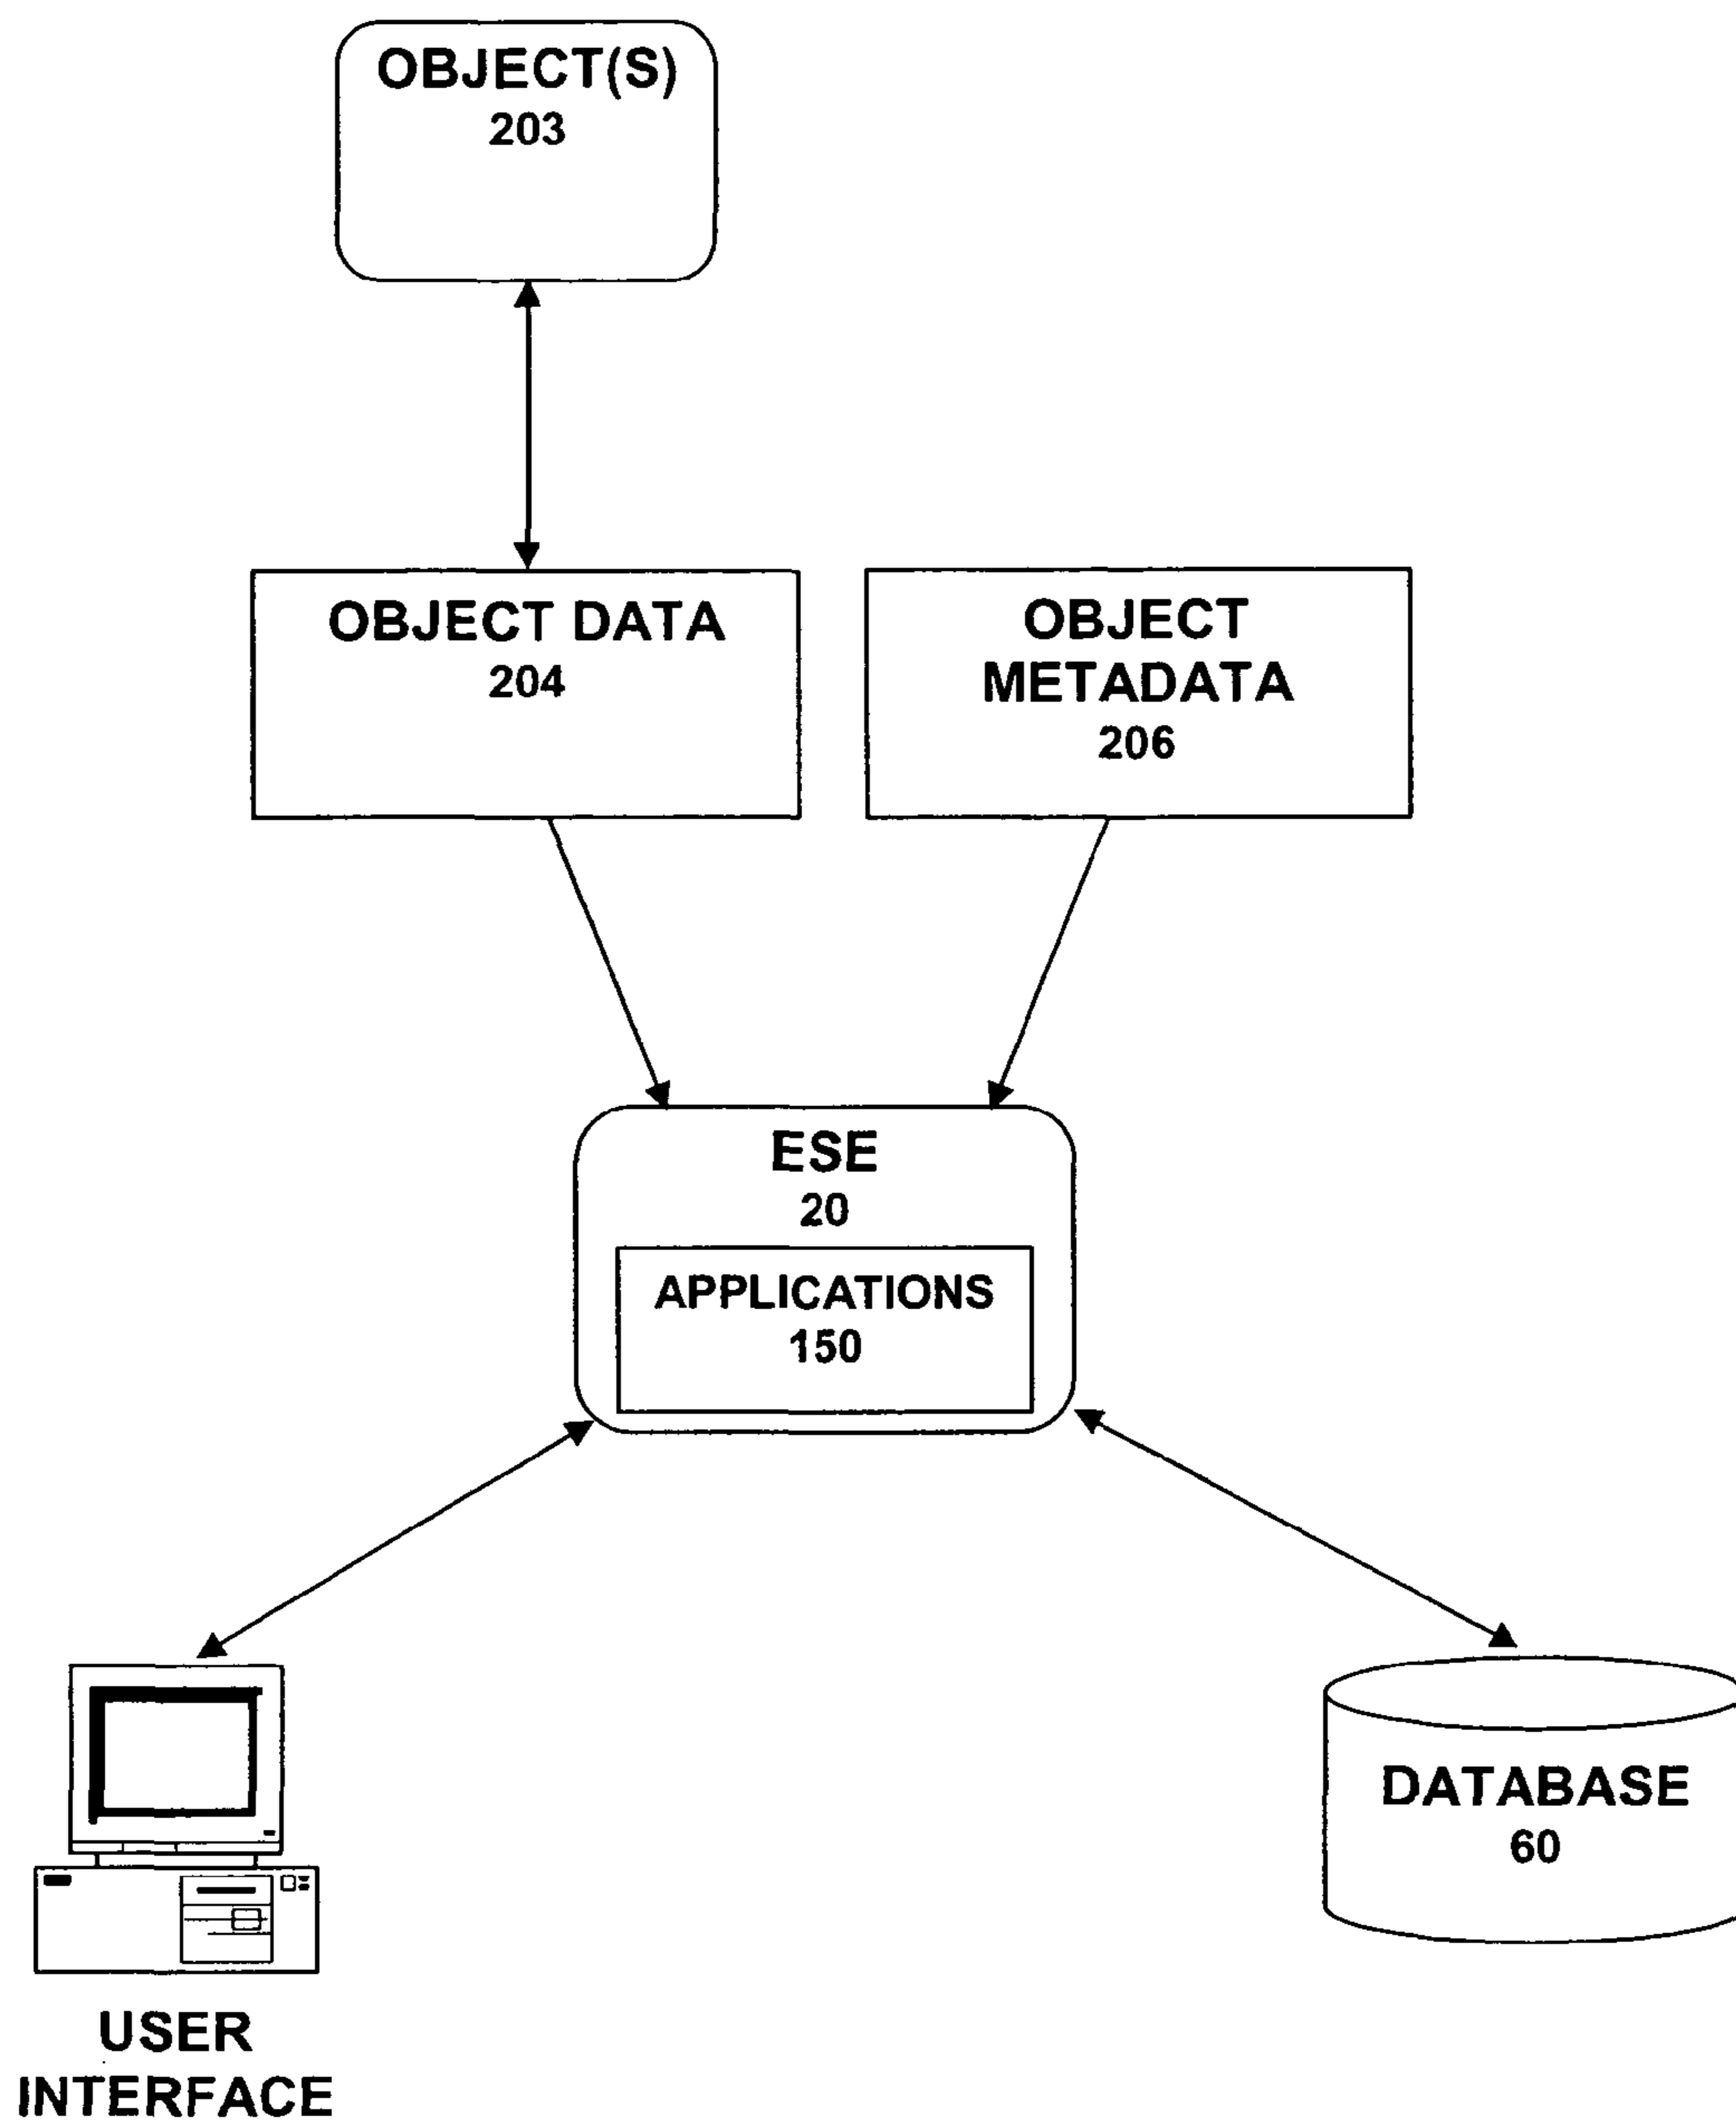 OBJECT(S)
203
OBJECT DATA
204
OBJECT
METADATA
206
ESE
20
APPLICATIONS
150
DATABASE
60
USER
INTERFACE